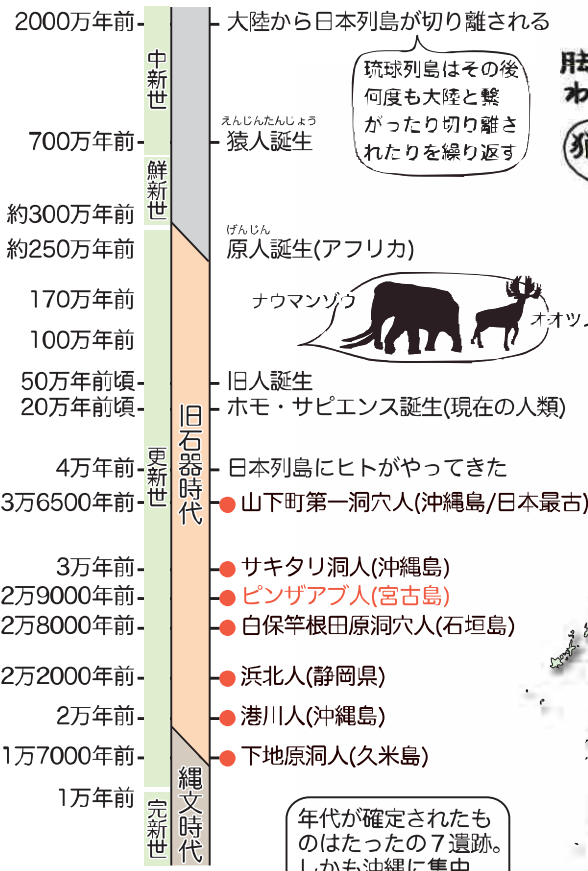 2000万年前
大陸から日本列島が切り離される
琉球列島はその後
何度も大陸と繋
がったり切り離さ
れたりを繰り返す
中新世
えんじんたんじょう
700万年前
猿人誕生
鮮新世
約300万年前
げんじん
約250万年前
原人誕生(アフリカ)
170万年前
ナウマンゾウ
オオツ
100万年前
50万年前頃
旧人誕生
20万年前頃
ホモ・サピエンス誕生(現在の人類)
旧石器時代
更新世
4万年前
日本列島にヒトがやってきた
3万6500年前
山下町第一洞穴人(沖縄島/日本最古)
3万年前
サキタリ洞人(沖縄島)
2万9000年前
ピンザアブ人(宮古島)
2万8000年前
白保竿根田原洞穴人(石垣島)
2万2000年前
浜北人(静岡県)
2万年前
港川人(沖縄島)
1万7000年前
下地原洞人(久米島)
縄文時代
1万年前
完新世
年代が確定されたも
のはたったの7遺跡。
しかも沖縄に集中